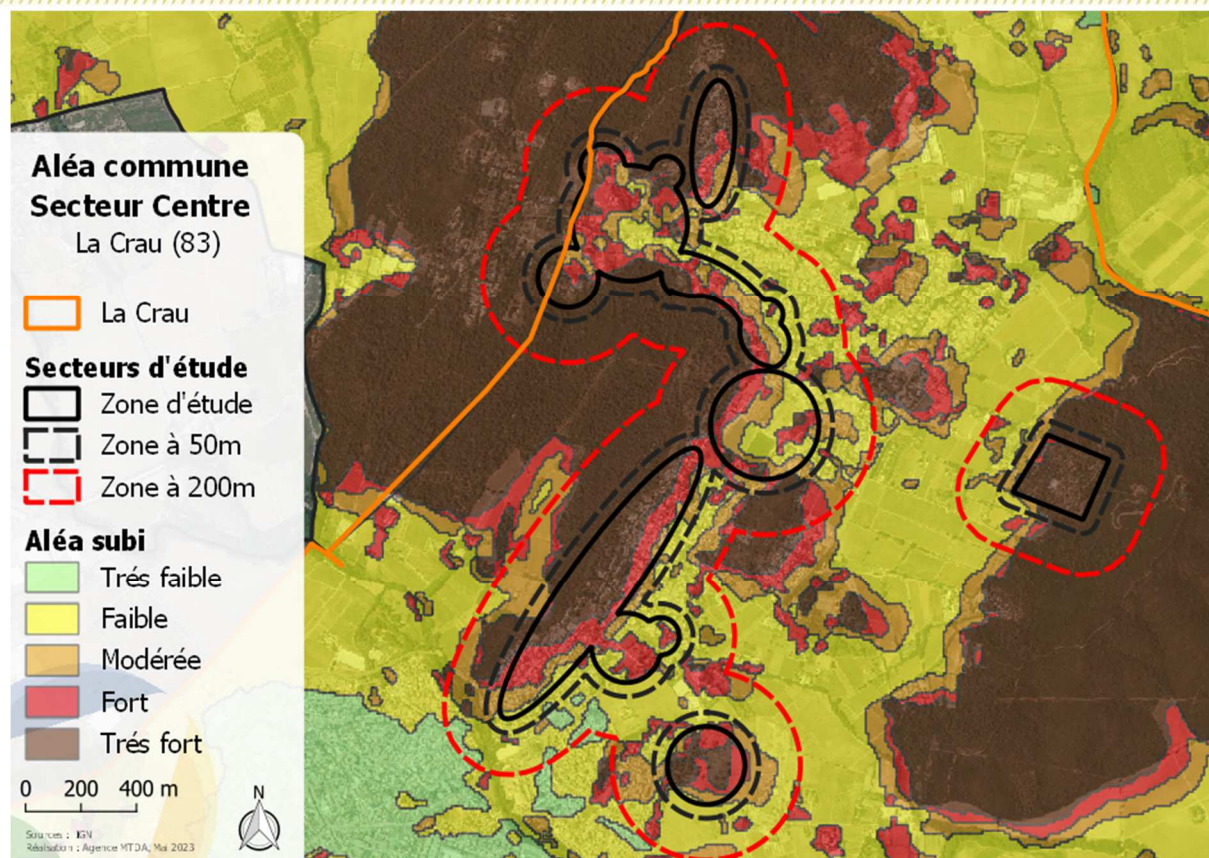 Aléa commune
Secteur Centre
La Crau (83)
La Crau
Secteurs d'étude
Zone d'étude
Zone à 50m
Zone à 200m
Aléa subi
Trés faible
Faible
Modérée
Fort
Trés fort
0 200 400 m
N
Sources : IGN
Réalisation : Agence MTDA, Mai 2023